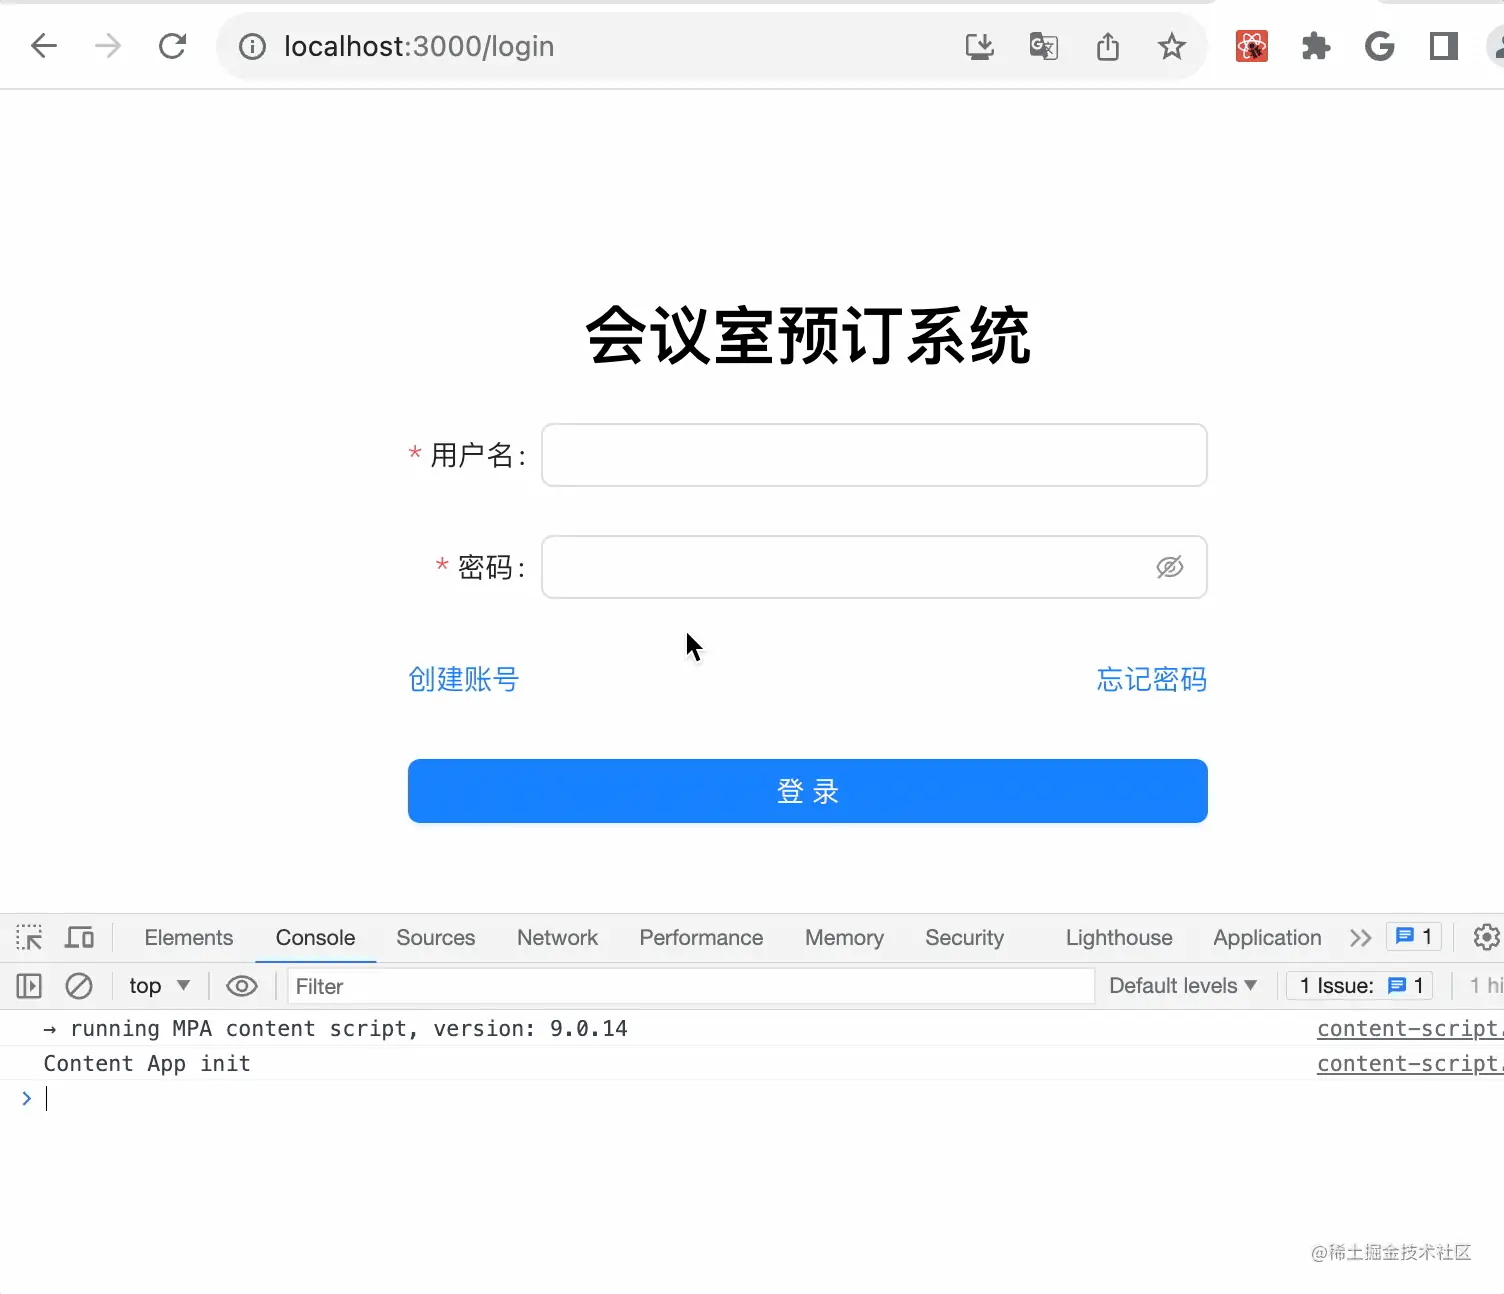 localhost:3000/login
会议室预订系统
* 用户名:
* 密码:
创建账号 忘记密码
登 录
Elements Console Sources Network Performance Memory Security Lighthouse Application 1
top Filter Default levels 1 Issue: 1 1 hi
→ running MPA content script, version: 9.0.14 content-script.
Content App init content-script.
@稀土掘金技术社区